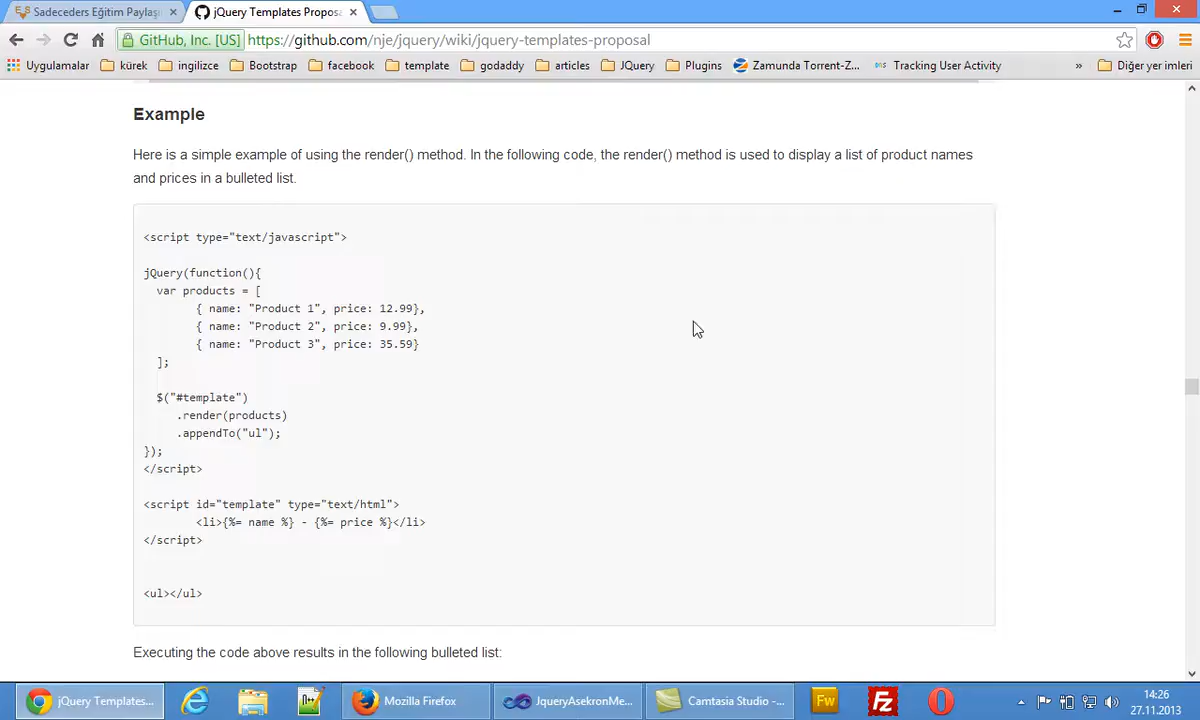 Sadeceders Eğitim Paylaşı
jQuery Templates Proposa
GitHub, Inc. [US] https://github.com/nje/jquery/wiki/jquery-templates-proposal
Uygulamalar kürek ingilizce Bootstrap facebook template godaddy articles JQuery Plugins Zamunda Torrent-Z... Tracking User Activity » Diğer yer imleri
Example
Here is a simple example of using the render() method. In the following code, the render() method is used to display a list of product names
and prices in a bulleted list.
<script type="text/javascript">
jQuery(function(){
var products = [
{ name: "Product 1", price: 12.99},
{ name: "Product 2", price: 9.99},
{ name: "Product 3", price: 35.59}
];
$("#template")
.render(products)
.appendTo("ul");
});
</script>
<script id="template" type="text/html">
<li>{%= name %} - {%= price %}</li>
</script>
<ul></ul>
Executing the code above results in the following bulleted list:
jQuery Templates... Mozilla Firefox JqueryAsekronMe... Camtasia Studio -... Fw
14:26
27.11.2013